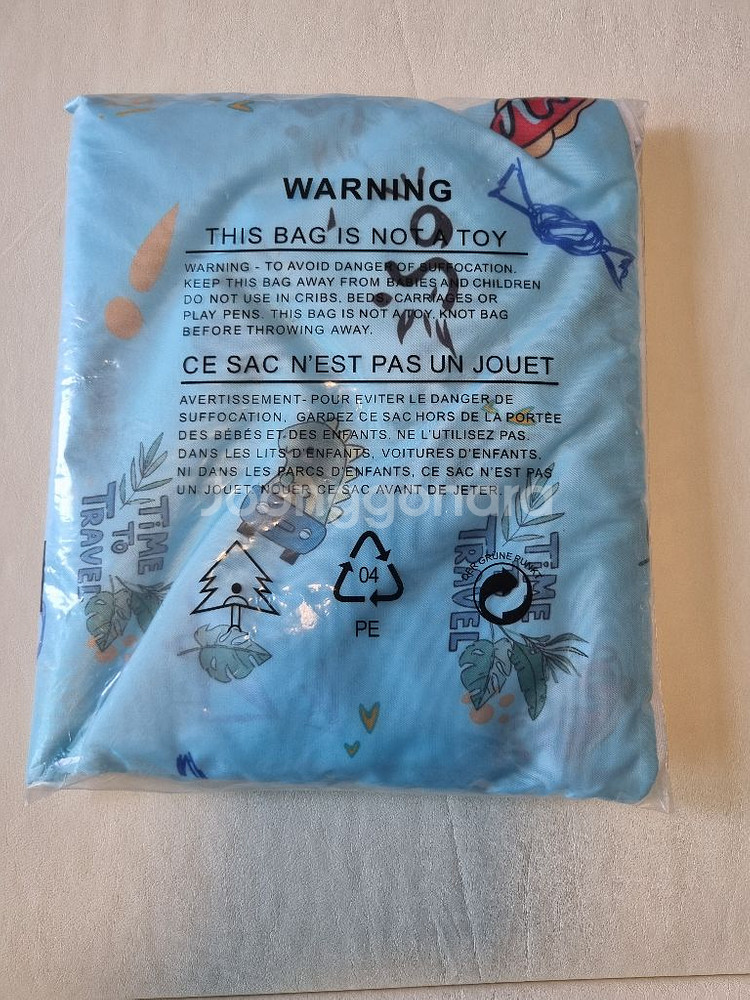 WARNING
THIS BAG IS NOT A TOY
WARNING - TO AVOID DANGER OF SUFFOCATION.
KEEP THIS BAG AWAY FROM BABIES AND CHILDREN
DO NOT USE IN CRIBS, BEDS, CARRIAGES OR
PLAY PENS. THIS BAG IS NOT A TOY, KNOT BAG
BEFORE THROWING AWAY.
CE SAC N'EST PAS UN JOUET
AVERTISSEMENT- POUR EVITER LE DANGER DE
SUFFOCATION, GARDEZ CE SAC HORS DE LA PORTÉE
DES BÉBÉS ET DES ENFANTS. NE L'UTILISEZ PAS.
DANS LES LITS D'ENFANTS, VOITURES D'ENFANTS.
NI DANS LES PARCS D'ENFANTS, CE SAC N'EST PAS
UN JOUET, NOUER CE SAC AVANT DE JETER.
Joonggonara
TiME
TO
TRAVEL
04
PE
DER GRÜNE PUNKT
TiME
TRAVEL